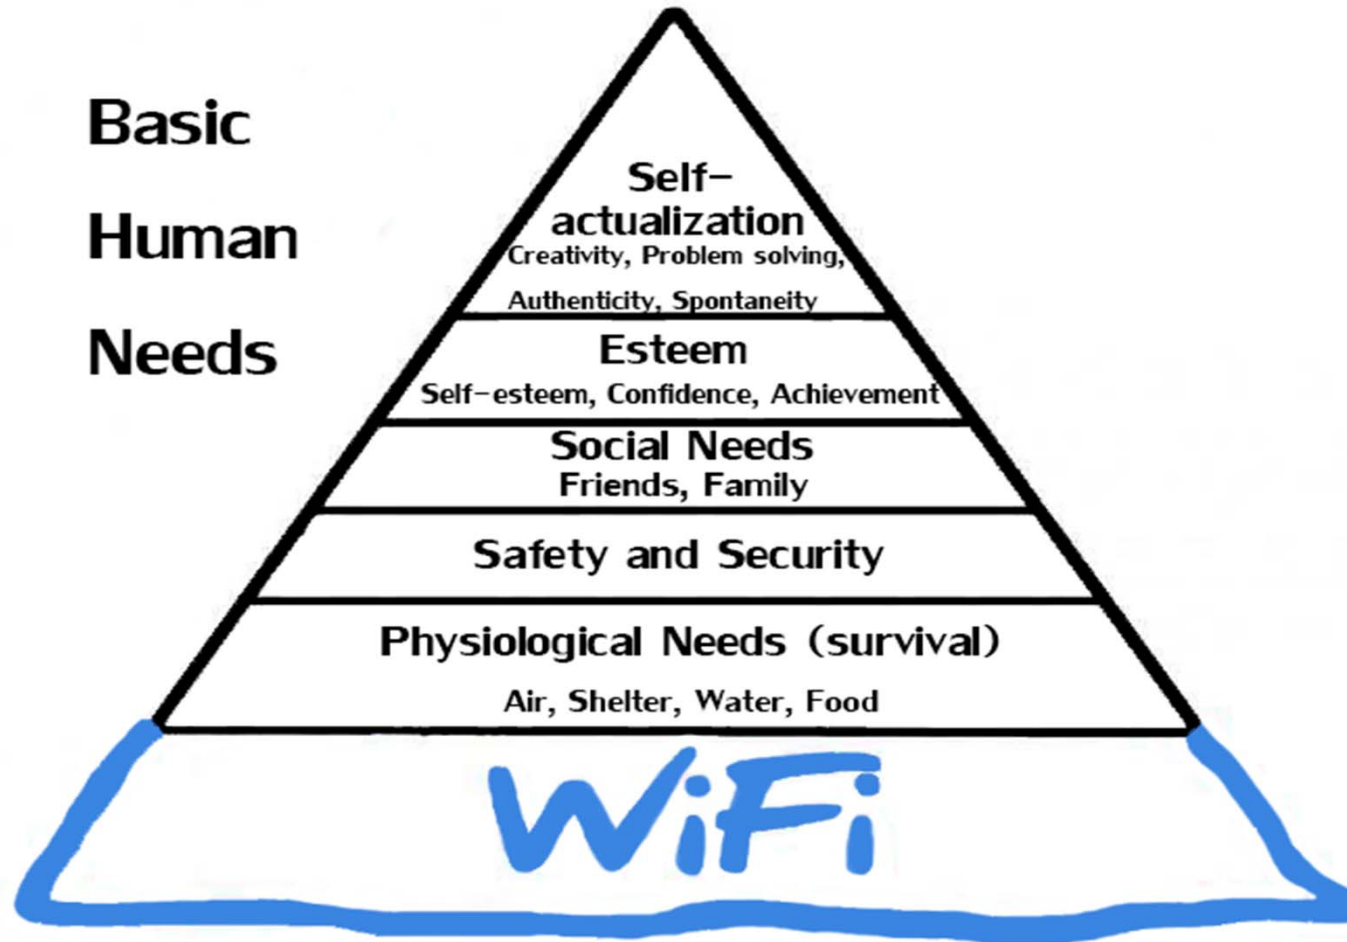 Basic
Human
Needs
Self-
actualization
Creativity, Problem solving,
Authenticity, Spontaneity
Esteem
Self-esteem, Confidence, Achievement
Social Needs
Friends, Family
Safety and Security
Physiological Needs (survival)
Air, Shelter, Water, Food
WiFi